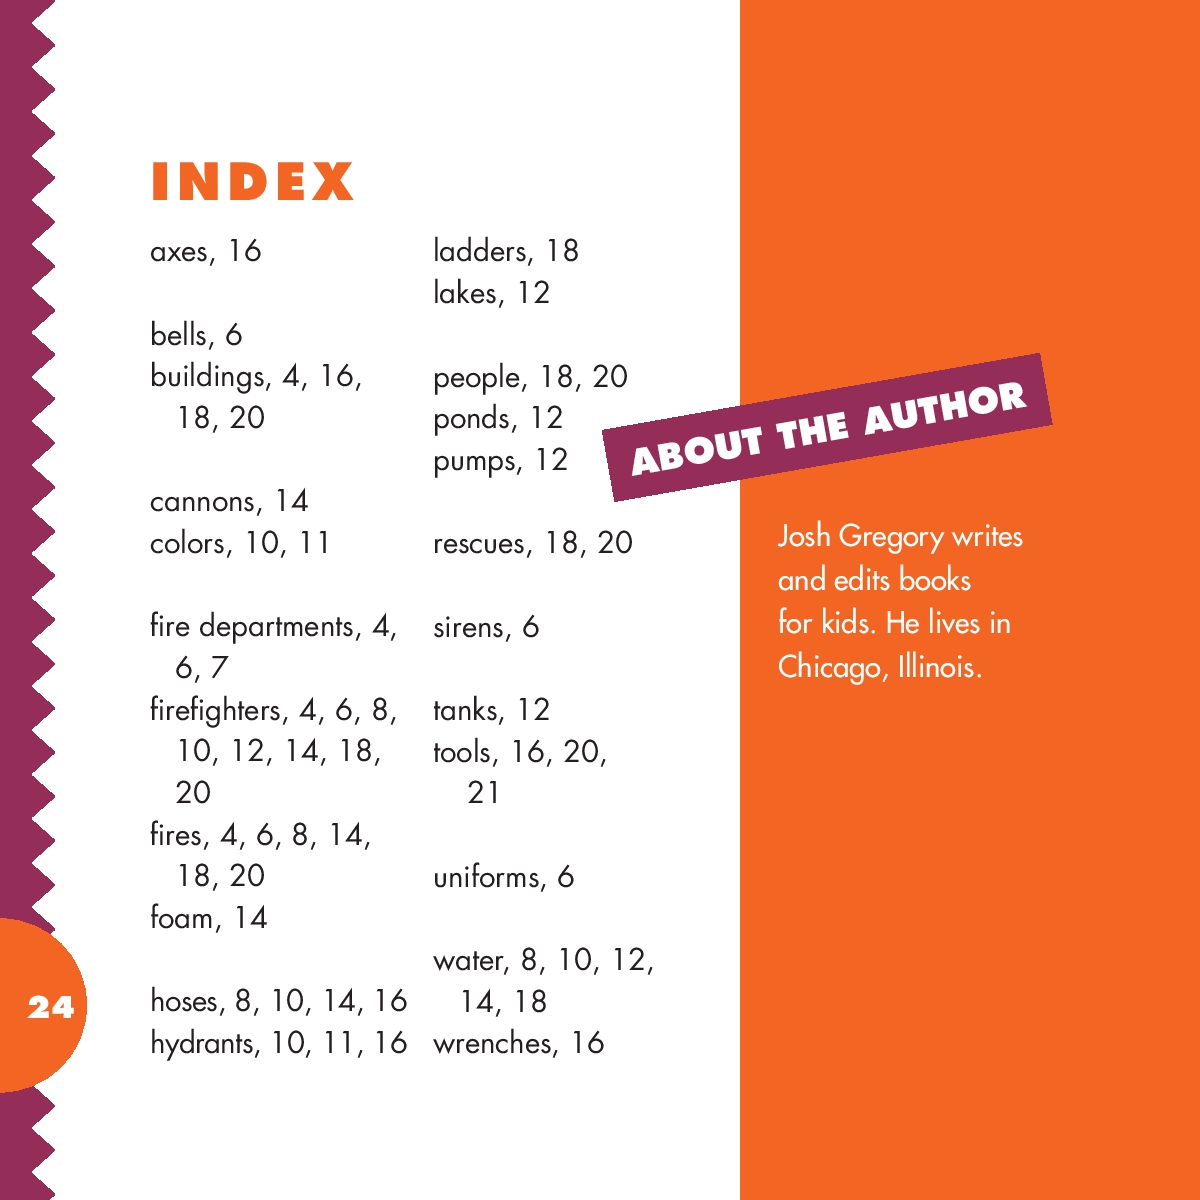 INDEX
axes, 16
bells, 6
buildings, 4, 16,
18, 20
cannons, 14
colors, 10, 11
fire departments, 4,
6, 7
firefighters, 4, 6, 8,
10, 12, 14, 18,
20
fires, 4, 6, 8, 14,
18, 20
foam, 14
hoses, 8, 10, 14, 16
hydrants, 10, 11, 16
ladders, 18
lakes, 12
people, 18, 20
ponds, 12
pumps, 12
rescues, 18, 20
sirens, 6
tanks, 12
tools, 16, 20,
21
uniforms, 6
water, 8, 10, 12,
14, 18
wrenches, 16
ABOUT THE AUTHOR
Josh Gregory writes
and edits books
for kids. He lives in
Chicago, Illinois.
24